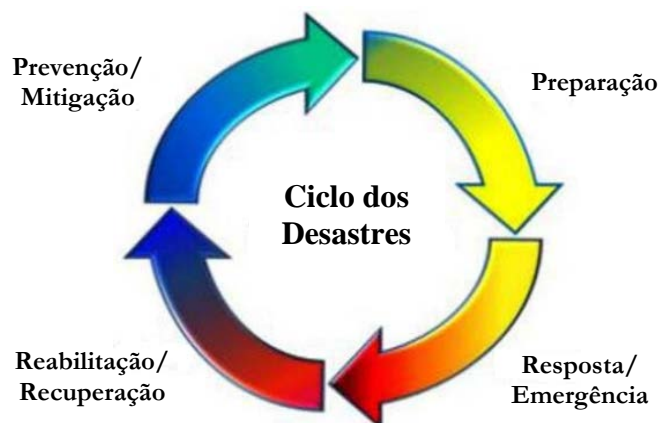 Prevenção/
Mitigação
Preparação
Ciclo dos
Desastres
Reabilitação/
Recuperação
Resposta/
Emergência